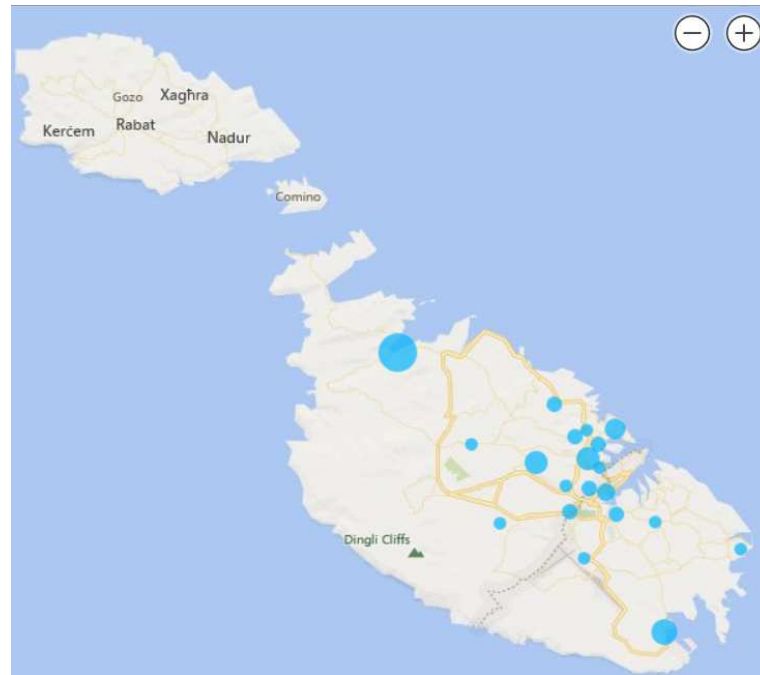 Gozo
Xagħra
Kerċem
Rabat
Nadur
Comino
Dingli Cliffs